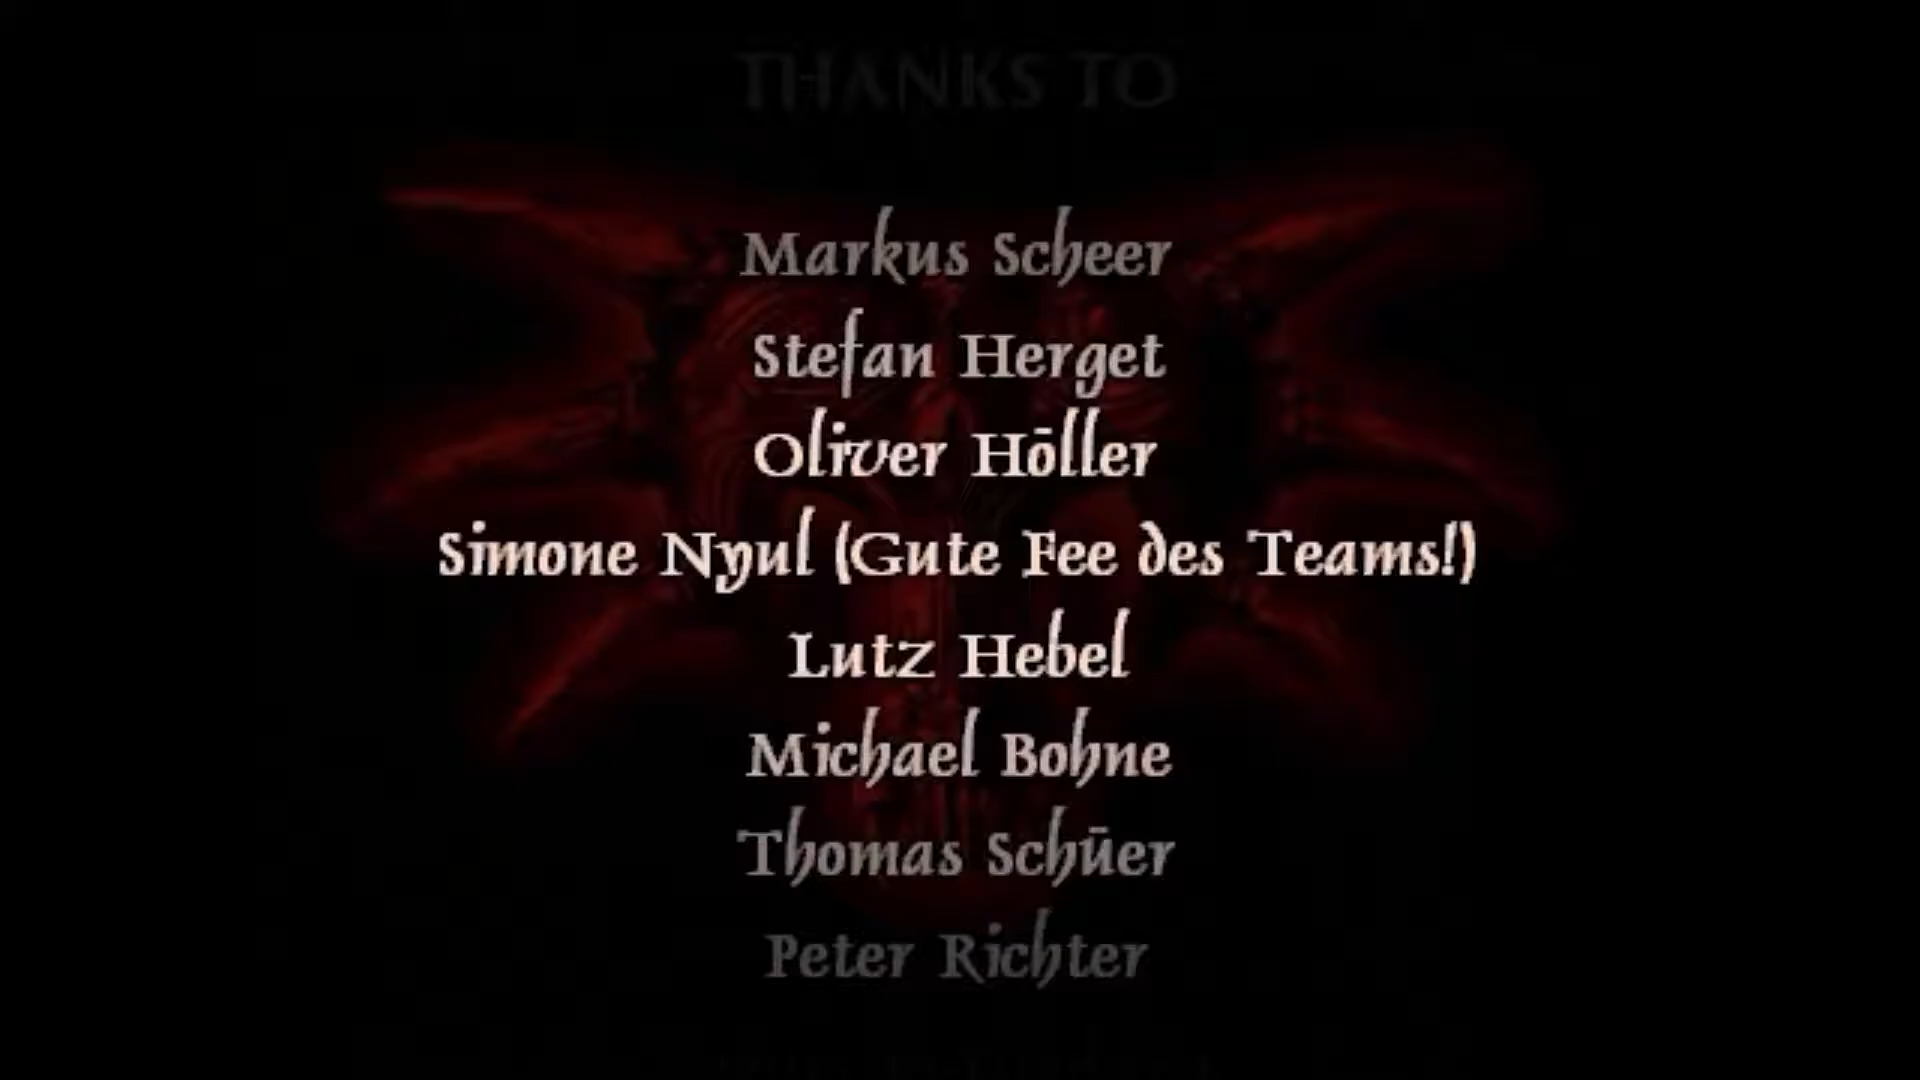 THANKS TO
Markus Scheer
Stefan Herget
Oliver Höller
Simone Nyul (Gute Fee des Teams!)
Lutz Hebel
Michael Bohne
Thomas Schüer
Peter Richter